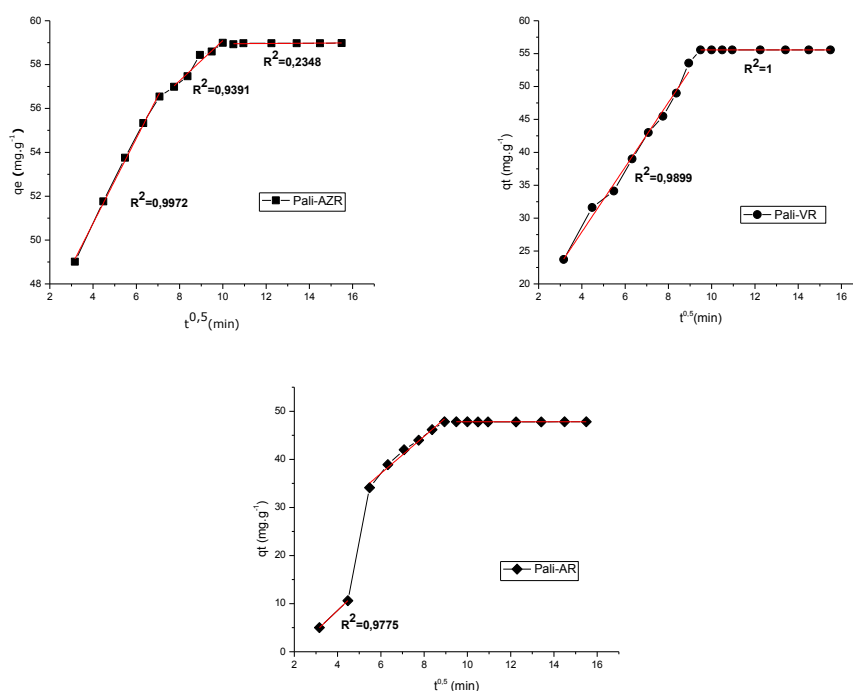 60
58
56
54
52
50
48
qe (mg.g⁻¹)
R²=0,2348
R²=0,9391
R²=0,9972
Pali-AZR
2 4 6 8 10 12 14 16
t^0,5(min)
60
55
50
45
40
35
30
25
20
qt (mg.g⁻¹)
R²=1
R²=0,9899
Pali-VR
2 4 6 8 10 12 14 16
t^0,5(min)
50
40
30
20
10
0
qt (mg.g⁻¹)
Pali-AR
R²=0,9775
2 4 6 8 10 12 14 16
t^0,5(min)